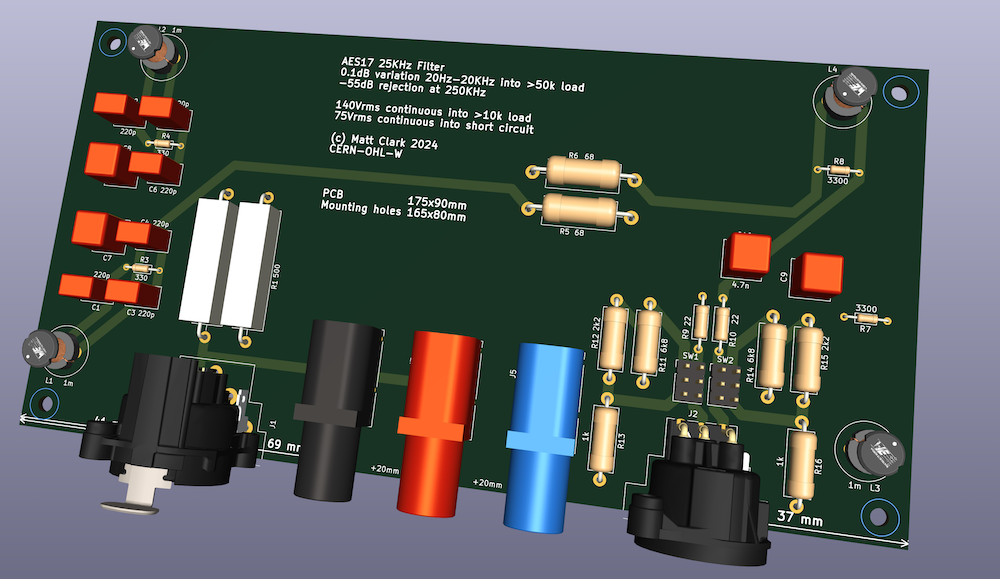 L2 1m
AES17 25KHz Filter
0.1dB variation 20Hz-20KHz into >50k load
-55dB rejection at 250KHz
140Vrms continuous into >10k load
75Vrms continuous into short circuit
(c) Matt Clark 2024
CERN-OHL-W
L4
220p
R4
330
C6 220p
R6 68
R8
3300
PCB 175x90mm
Mounting holes 165x80mm
R5 68
C7
R3
330
220p
C1
C3 220p
R1 500
4.7n
C9
3300
R7
R12 2k2
R11 6k8
R9 22
R10 22
R14 6k8
R15 2k2
SW1
SW2
L1 1m
J5
J2
J1
1k
R13
1k
R16
69 mm
+20mm
+20mm
1m L3
37 mm